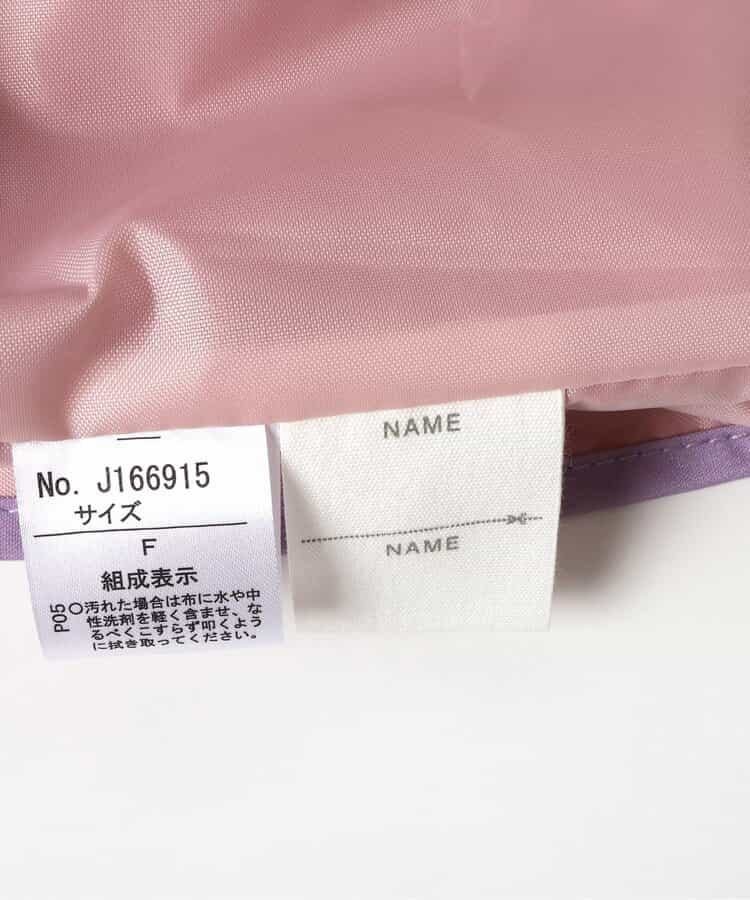 No. J166915
サイズ
F
組成表示
P05
○汚れた場合は布に水や中
性洗剤を軽く含ませ、な
るべくこすらず叩くよう
に拭き取ってください。
NAME
NAME